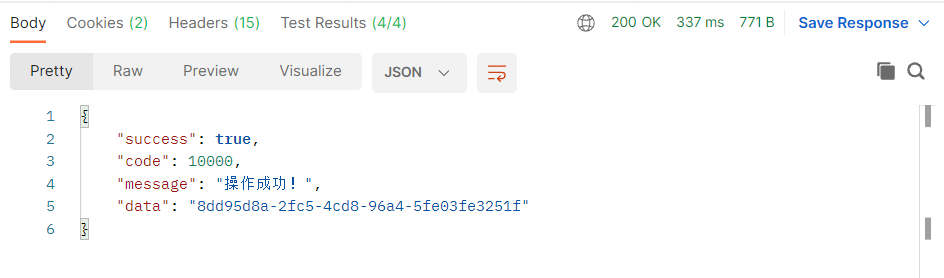 Body Cookies (2) Headers (15) Test Results (4/4) 200 OK 337 ms 771 B Save Response
Pretty Raw Preview Visualize JSON
1 {
2 "success": true,
3 "code": 10000,
4 "message": "操作成功！",
5 "data": "8dd95d8a-2fc5-4cd8-96a4-5fe03fe3251f"
6 }